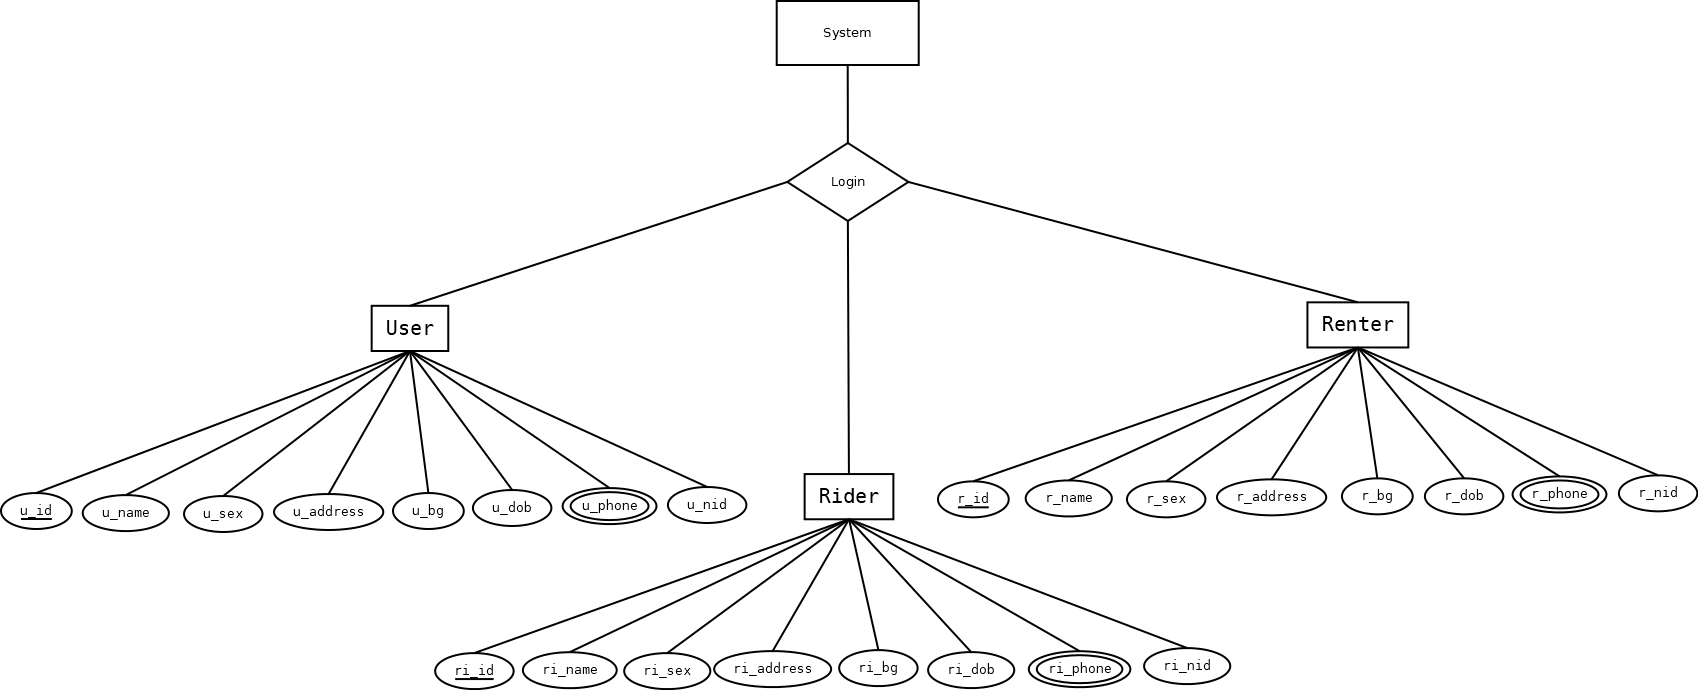 System
Login
User
Renter
u_id
u_name
u_sex
u_address
u_bg
u_dob
u_phone
u_nid
Rider
r_id
r_name
r_sex
r_address
r_bg
r_dob
r_phone
r_nid
ri_id
ri_name
ri_sex
ri_address
ri_bg
ri_dob
ri_phone
ri_nid